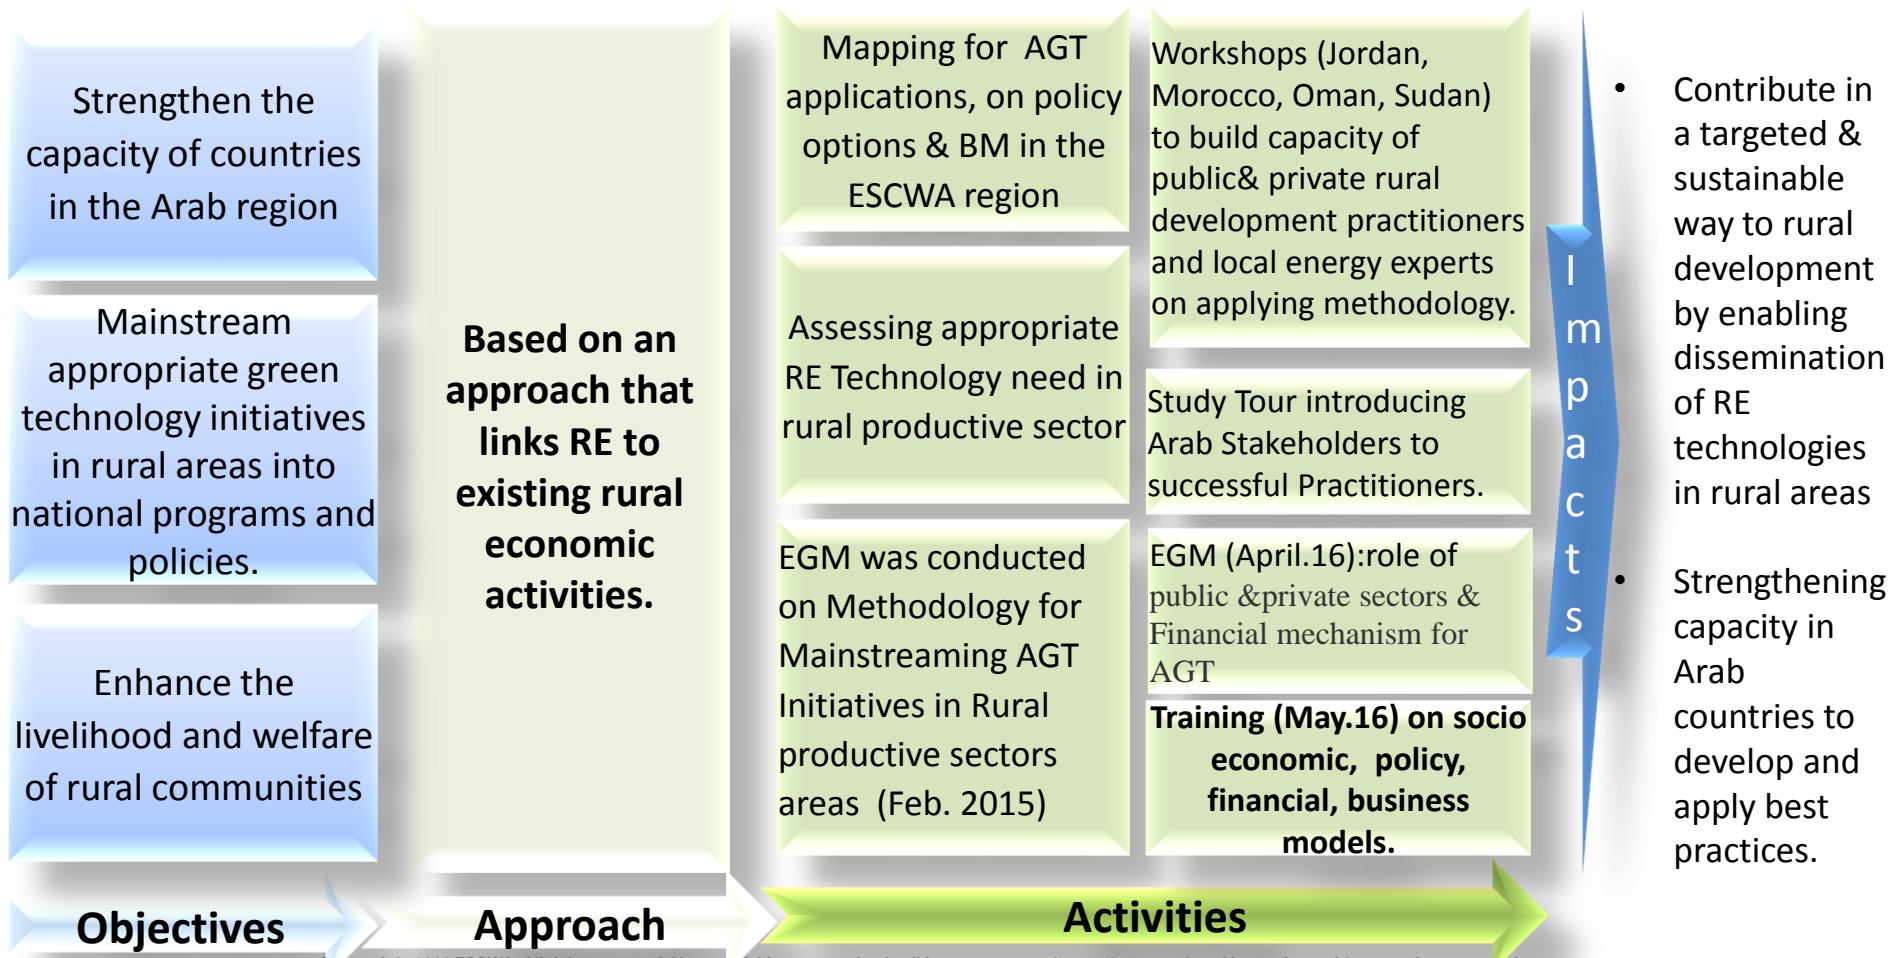 Strengthen the
capacity of countries
in the Arab region
Mainstream
appropriate green
technology initiatives
in rural areas into
national programs and
policies.
Enhance the
livelihood and welfare
of rural communities
Objectives
Based on an
approach that
links RE to
existing rural
economic
activities.
Approach
Mapping for AGT
applications, on policy
options & BM in the
ESCWA region
Assessing appropriate
RE Technology need in
rural productive sector
EGM was conducted
on Methodology for
Mainstreaming AGT
Initiatives in Rural
productive sectors
areas (Feb. 2015)
Workshops (Jordan,
Morocco, Oman, Sudan)
to build capacity of
public& private rural
development practitioners
and local energy experts
on applying methodology.
Study Tour introducing
Arab Stakeholders to
successful Practitioners.
EGM (April.16):role of
public &private sectors &
Financial mechanism for
AGT
Training (May.16) on socio
economic, policy,
financial, business
models.
Activities
Impacts
• Contribute in
a targeted &
sustainable
way to rural
development
by enabling
dissemination
of RE
technologies
in rural areas
• Strengthening
capacity in
Arab
countries to
develop and
apply best
practices.